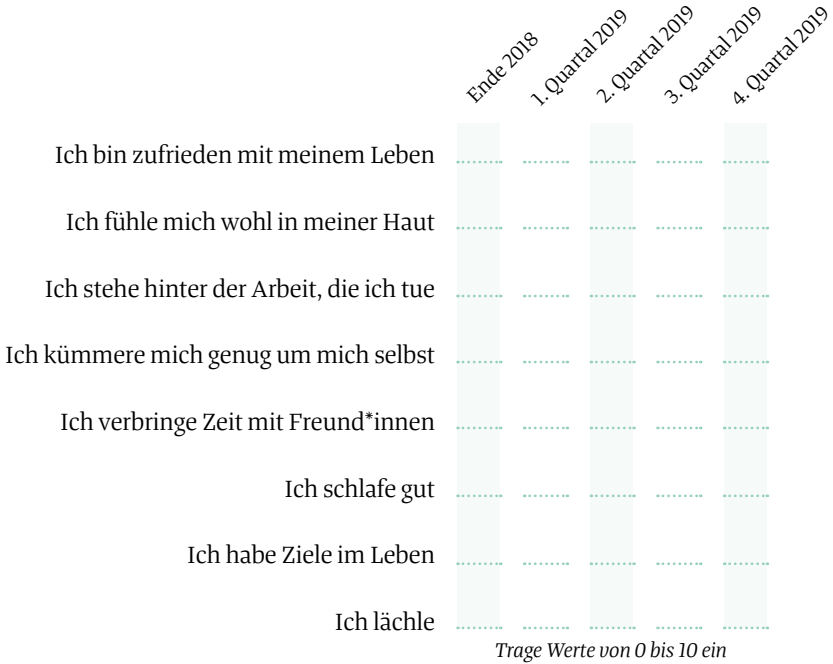 Ende 2018
1. Quartal 2019
2. Quartal 2019
3. Quartal 2019
4. Quartal 2019
Ich bin zufrieden mit meinem Leben
Ich fühle mich wohl in meiner Haut
Ich stehe hinter der Arbeit, die ich tue
Ich kümmere mich genug um mich selbst
Ich verbringe Zeit mit Freund*innen
Ich schlafe gut
Ich habe Ziele im Leben
Ich lächle
Trage Werte von 0 bis 10 ein